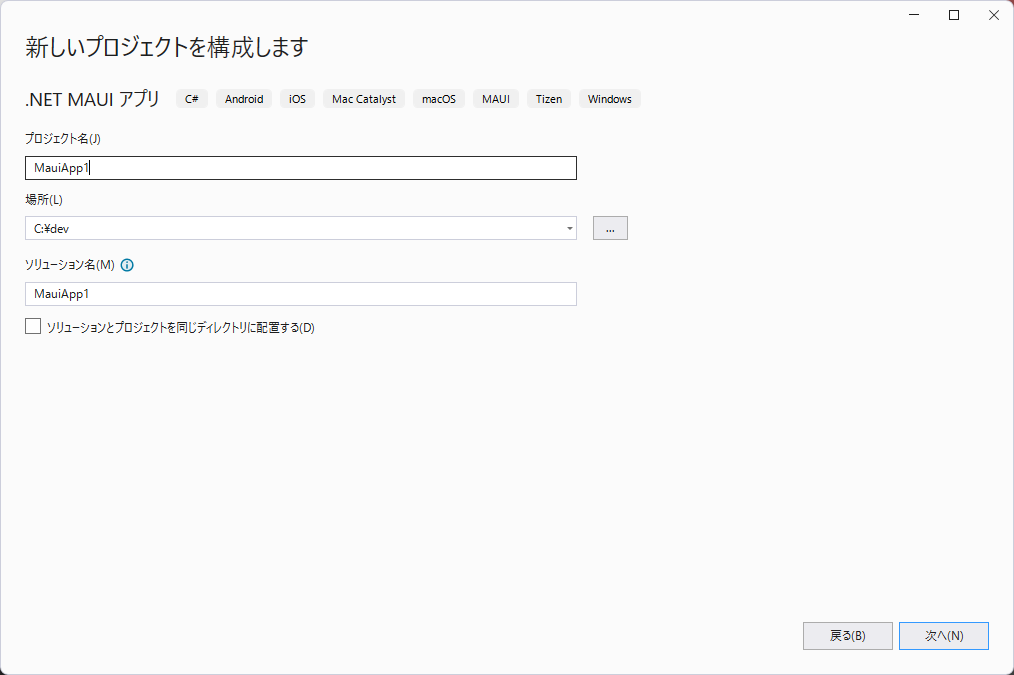 新しいプロジェクトを構成します
.NET MAUI アプリ C# Android iOS Mac Catalyst macOS MAUI Tizen Windows
プロジェクト名(J)
MauiApp1
場所(L)
C:¥dev
...
ソリューション名(M)
MauiApp1
ソリューションとプロジェクトを同じディレクトリに配置する(D)
戻る(B) 次へ(N)